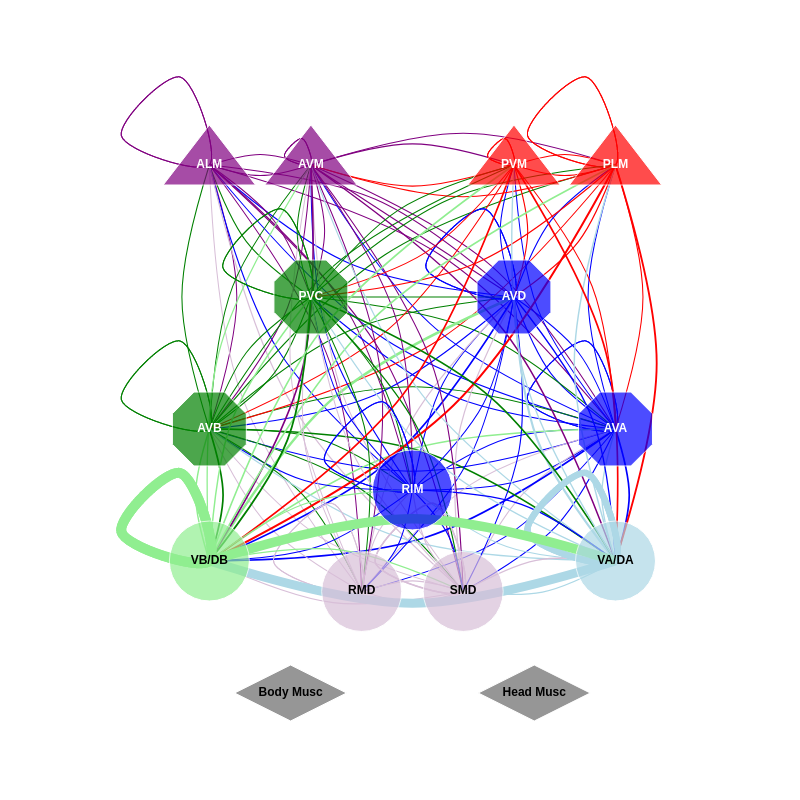 ALM
AVM
PVM
PLM
PVC
AVD
AVB
AVA
RIM
VB/DB
VA/DA
RMD
SMD
Body Musc
Head Musc